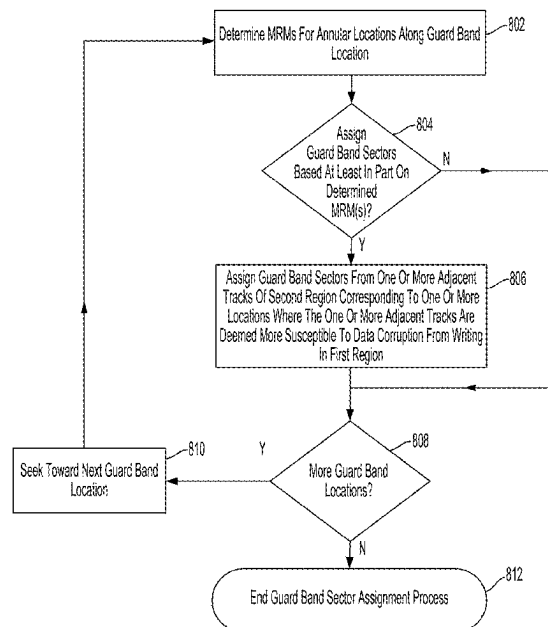 Determine MRMs For Annular Locations Along Guard Band
Location
802
804
Assign
Guard Band Sectors
Based At Least In Part On
Determined
MRM(s)?
N
Y
Assign Guard Band Sectors From One Or More Adjacent
Tracks Of Second Region Corresponding To One Or More
Locations Where The One Or More Adjacent Tracks Are
Deemed More Susceptible To Data Corruption From Writing
In First Region
806
810
Seek Toward Next Guard Band
Location
Y
808
More Guard Band
Locations?
N
812
End Guard Band Sector Assignment Process